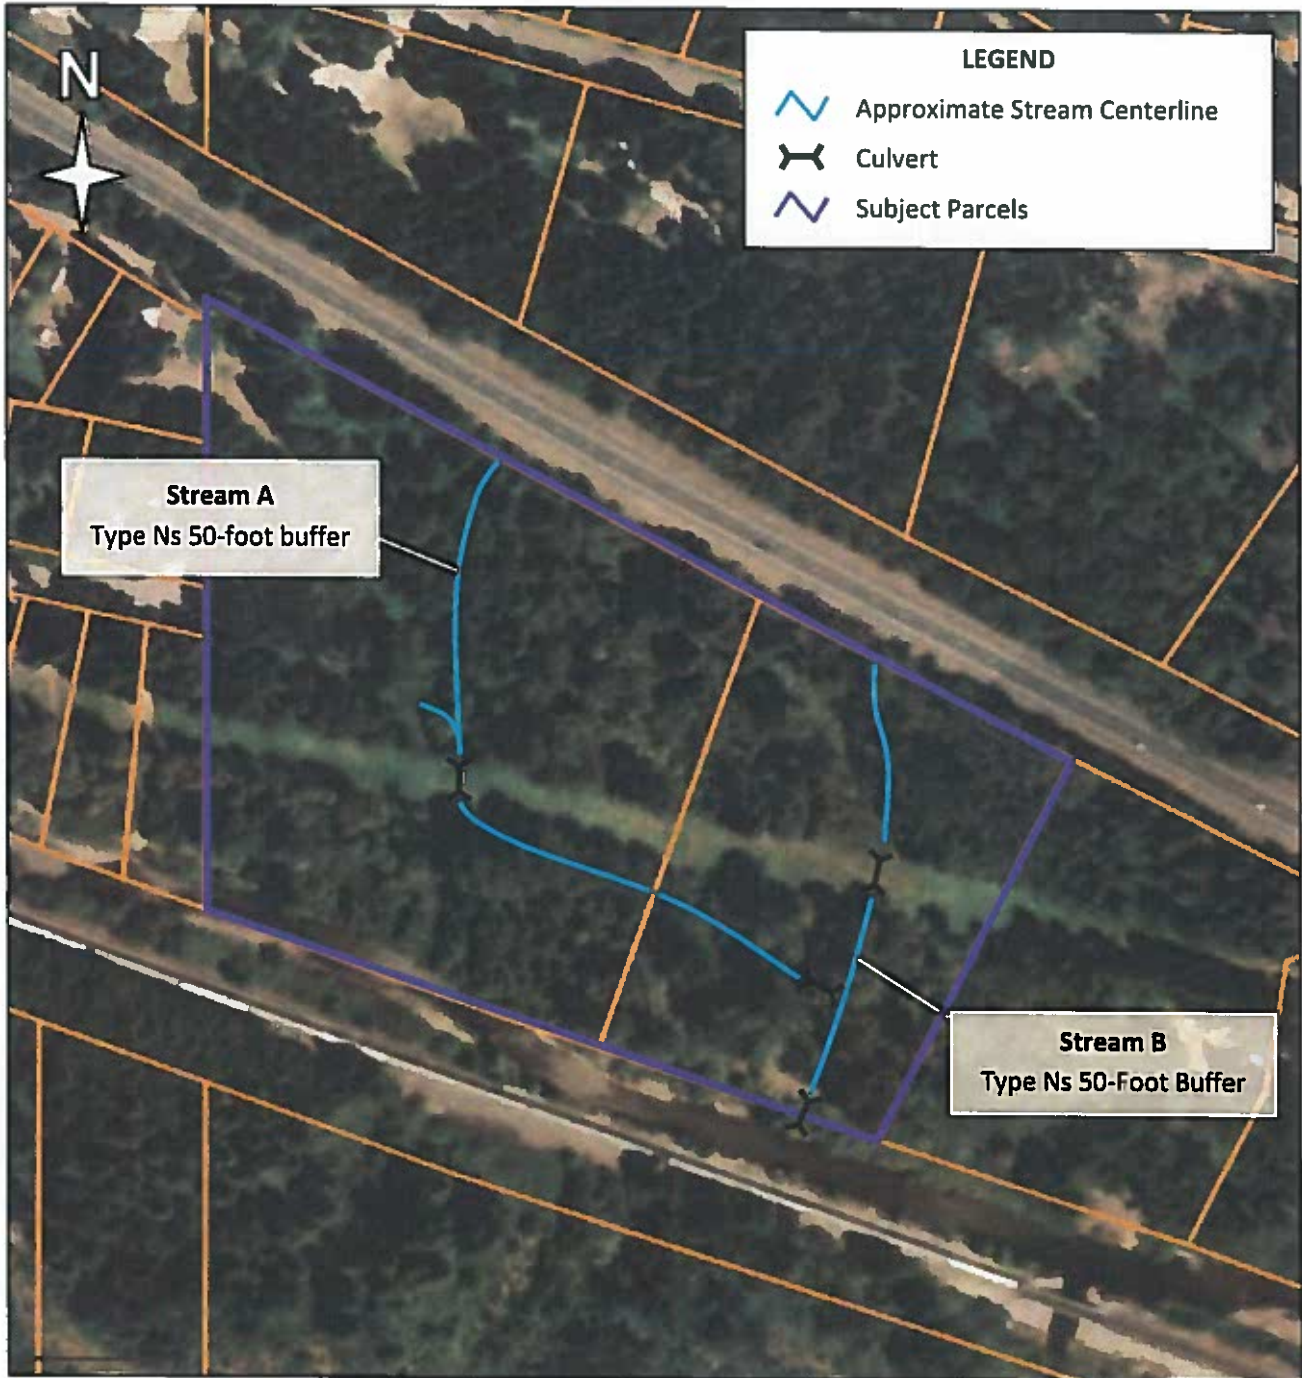 N
LEGEND
Approximate Stream Centerline
Culvert
Subject Parcels
Stream A
Type Ns 50-foot buffer
Stream B
Type Ns 50-Foot Buffer